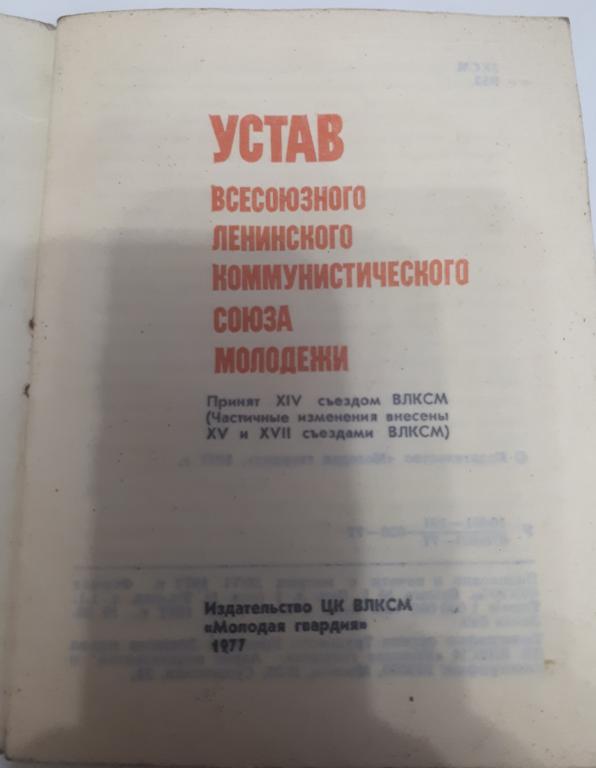 УСТАВ
ВСЕСОЮЗНОГО
ЛЕНИНСКОГО
КОММУНИСТИЧЕСКОГО
СОЮЗА
МОЛОДЕЖИ
Принят XIV съездом ВЛКСМ
(Частичные изменения внесены
XV и XVII съездами ВЛКСМ)
Издательство ЦК ВЛКСМ
«Молодая гвардия»
1977